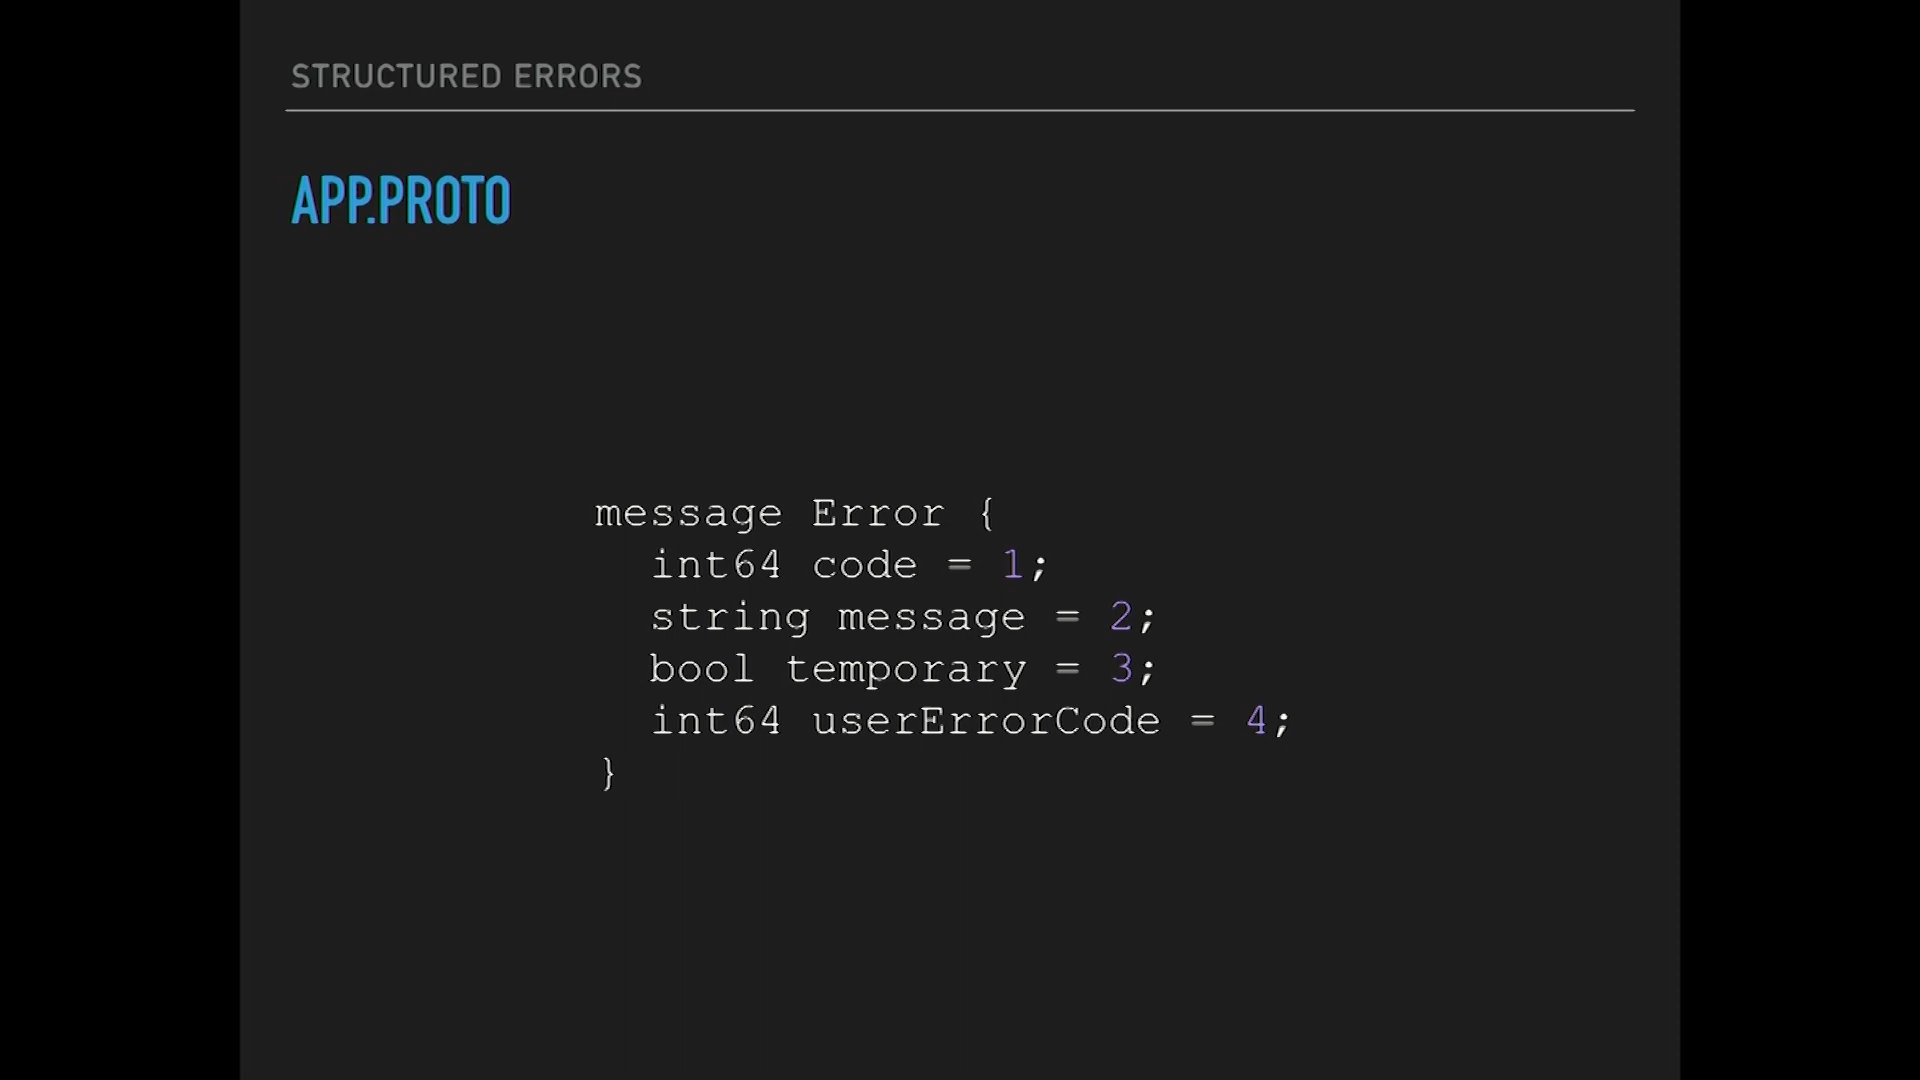 STRUCTURED ERRORS
APP.PROTO
message Error {
int64 code = 1;
string message = 2;
bool temporary = 3;
int64 userErrorCode = 4;
}